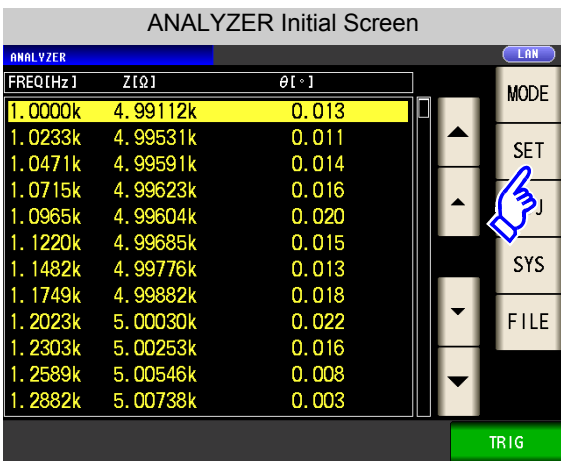 ANALYZER Initial Screen
ANALYZER LAN
FREQ[Hz] Z[Ω] θ[°]
1.0000k 4.99112k 0.013
1.0233k 4.99531k 0.011
1.0471k 4.99591k 0.014
1.0715k 4.99623k 0.016
1.0965k 4.99604k 0.020
1.1220k 4.99685k 0.015
1.1482k 4.99776k 0.013
1.1749k 4.99882k 0.018
1.2023k 5.00030k 0.022
1.2303k 5.00253k 0.016
1.2589k 5.00546k 0.008
1.2882k 5.00738k 0.003
MODE
SET
SYS
FILE
TRIG